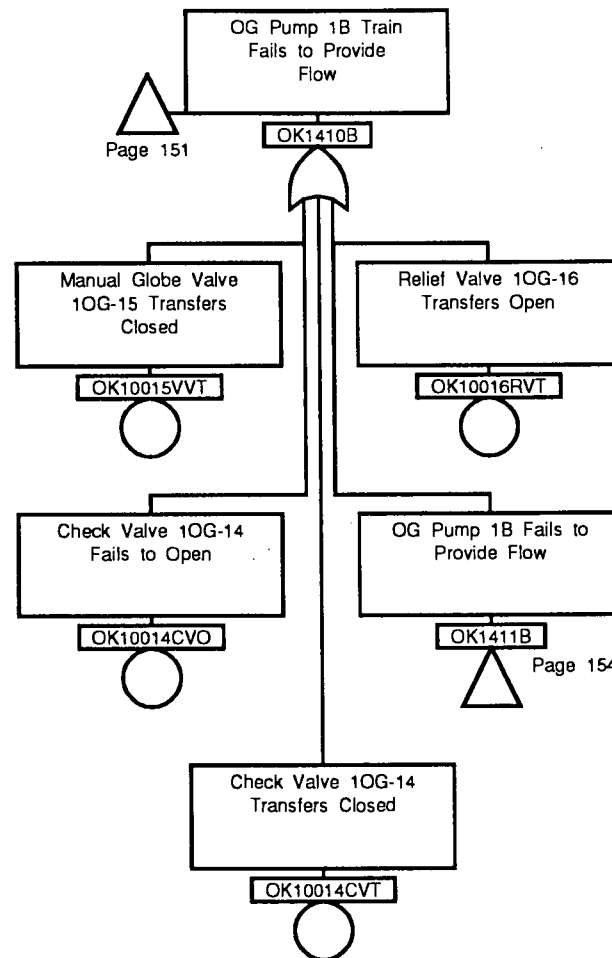 OG Pump 1B Train
Fails to Provide
Flow
Page 151
OK1410B
Manual Globe Valve
1OG-15 Transfers
Closed
OK10015VVT
Relief Valve 1OG-16
Transfers Open
OK10016RVT
Check Valve 1OG-14
Fails to Open
OK10014CVO
OG Pump 1B Fails to
Provide Flow
OK1411B
Page 154
Check Valve 1OG-14
Transfers Closed
OK10014CVT